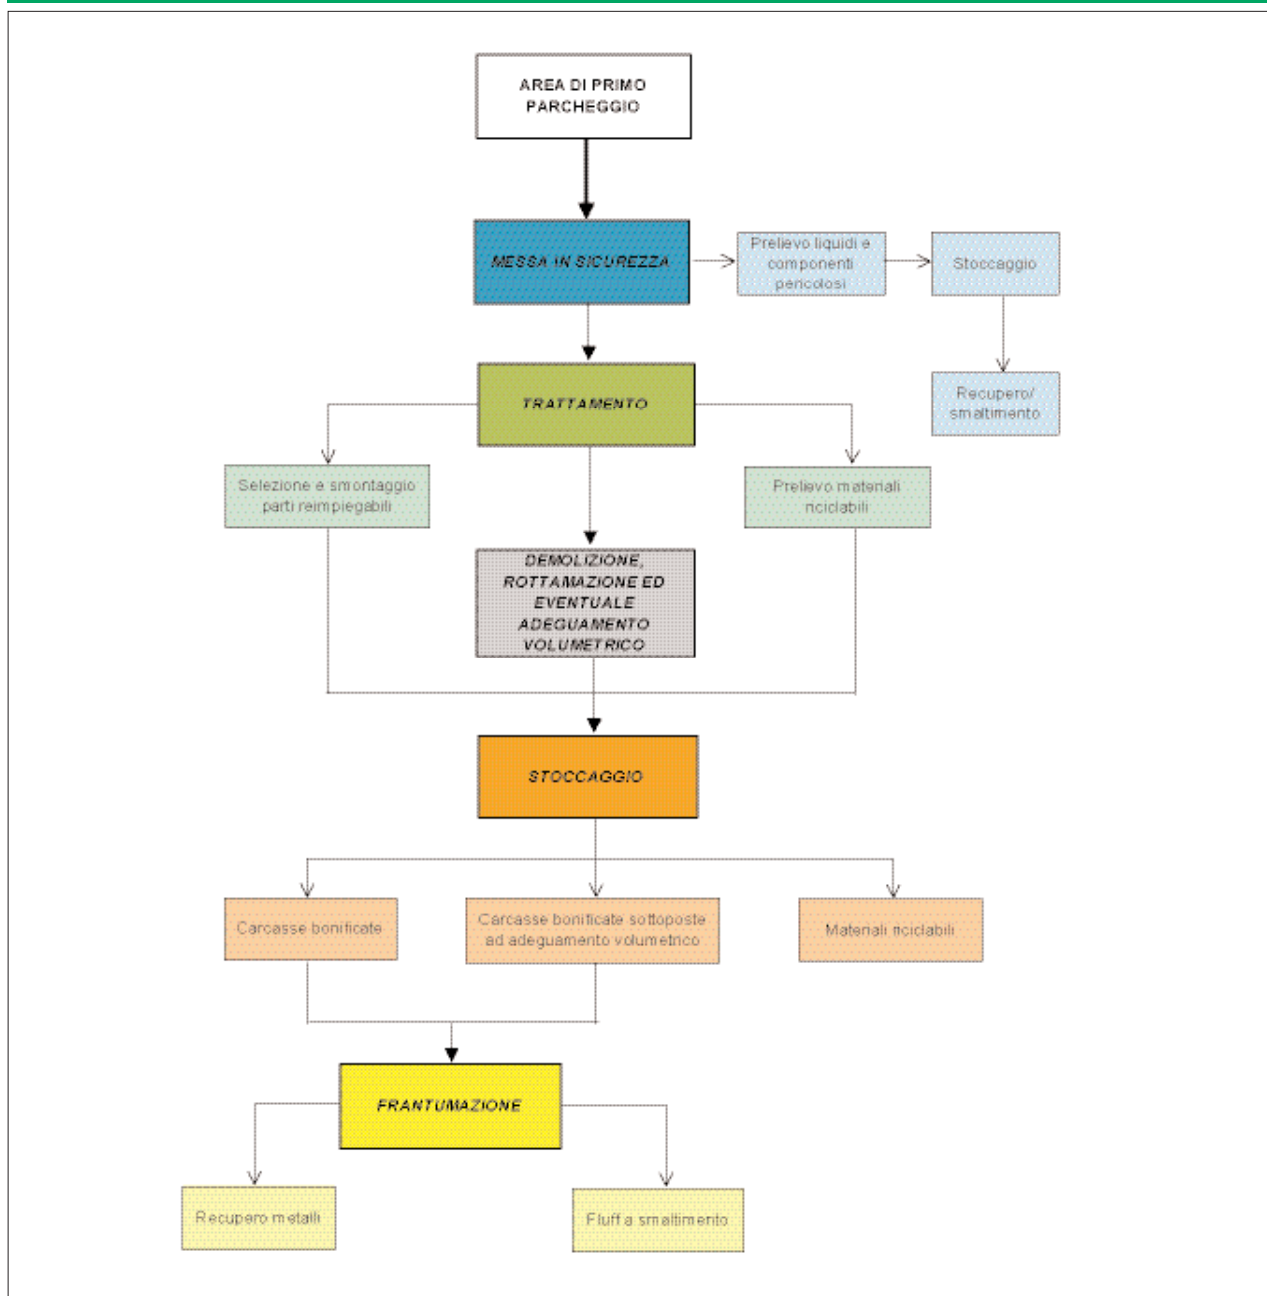 AREA DI PRIMO
PARCHEGGIO
MESSA IN SICUREZZA
Prelievo liquidi e
componenti
pericolosi
Stoccaggio
Recupero/
smaltimento
TRATTAMENTO
Selezione e smontaggio
parti reimpiegabili
Prelievo materiali
riciclabili
DEMOLIZIONE,
ROTTAMAZIONE ED
EVENTUALE
ADEGUAMENTO
VOLUMETRICO
STOCCAGGIO
Carcasse bonificate
Carcasse bonificate sottoposte
ad adeguamento volumetrico
Materiali riciclabili
FRANTUMAZIONE
Recupero metalli
Fluff a smaltimento